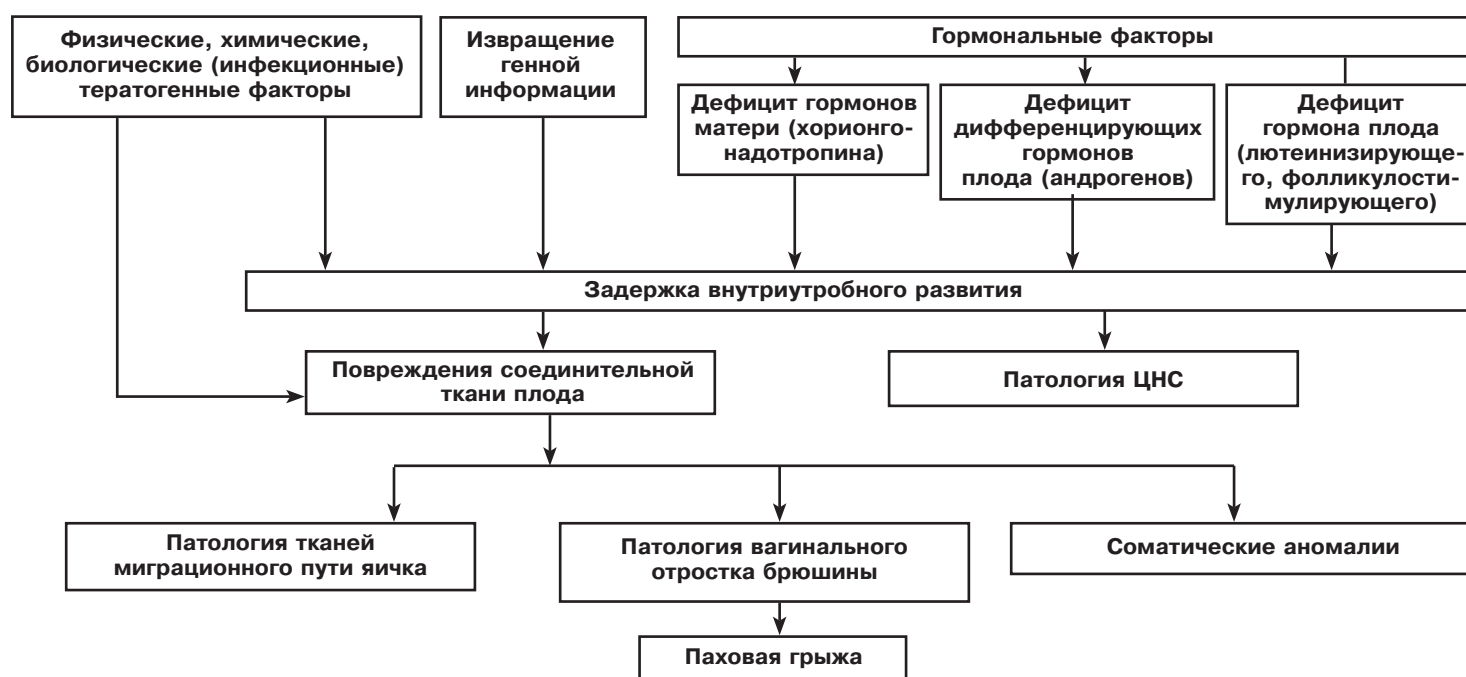 Физические, химические,
биологические (инфекционные)
тератогенные факторы
Извращение
генной
информации
Гормональные факторы
Дефицит гормонов
матери (хорионго-
надотропина)
Дефицит
дифференцирующих
гормонов
плода (андрогенов)
Дефицит
гормона плода
(лютеинизирующе-
го, фолликулости-
мулирующего)
Задержка внутриутробного развития
Повреждения соединительной
ткани плода
Патология ЦНС
Патология тканей
миграционного пути яичка
Патология вагинального
отростка брюшины
Соматические аномалии
Паховая грыжа